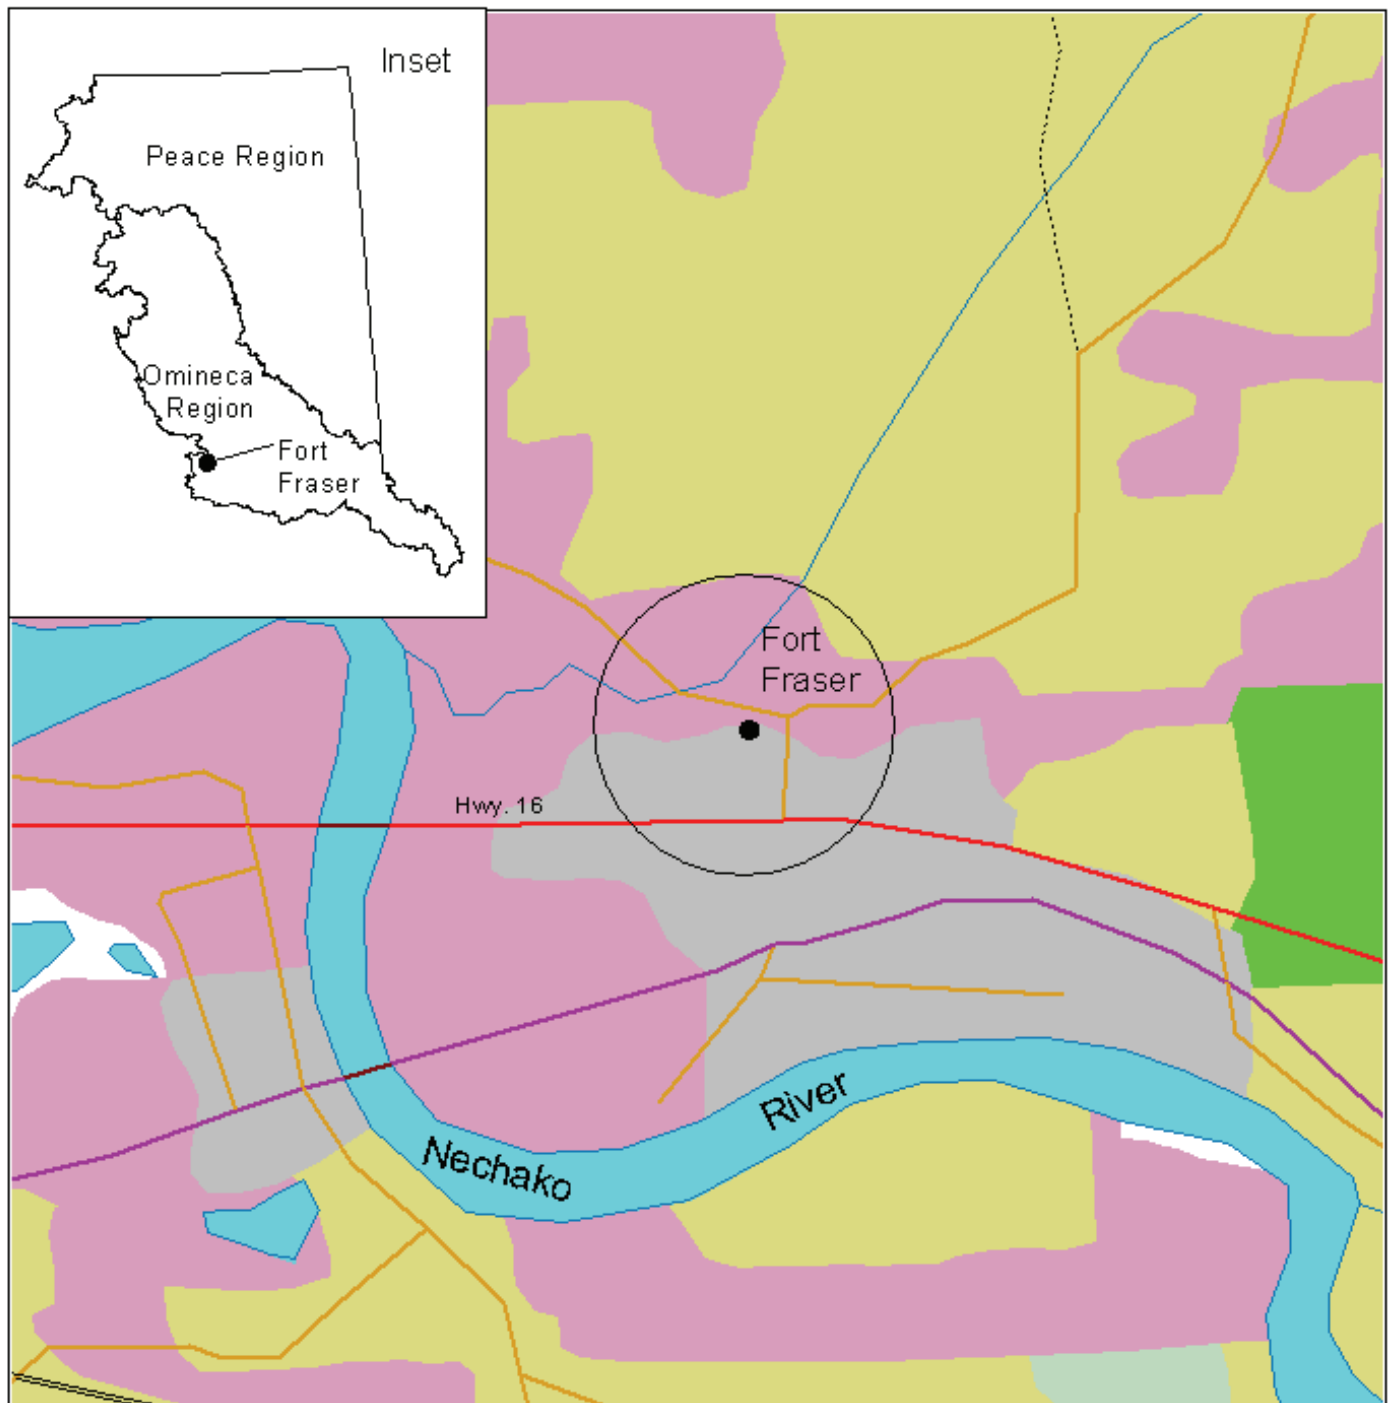 Inset
Peace Region
Omineca
Region
Fort
Fraser
Fort
Fraser
Hwy. 16
River
Nechako